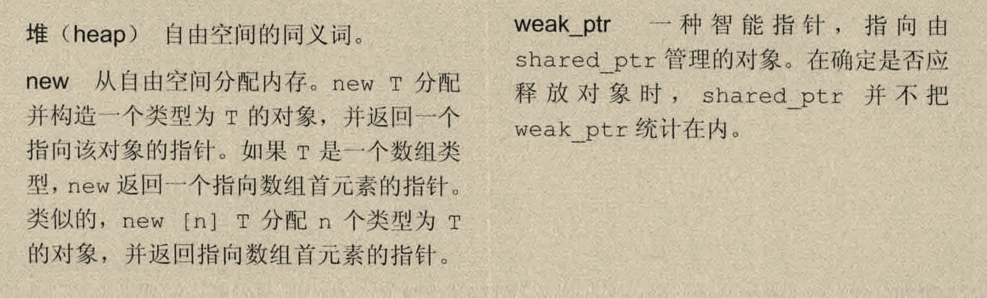 堆（heap） 自由空间的同义词。
new 从自由空间分配内存。new T 分配
并构造一个类型为 T 的对象，并返回一个
指向该对象的指针。如果 T 是一个数组类
型，new 返回一个指向数组首元素的指针。
类似的，new [n] T 分配 n 个类型为 T
的对象，并返回指向数组首元素的指针。
weak_ptr 一种智能指针，指向由
shared_ptr 管理的对象。在确定是否应
释放对象时，shared_ptr 并不把
weak_ptr 统计在内。